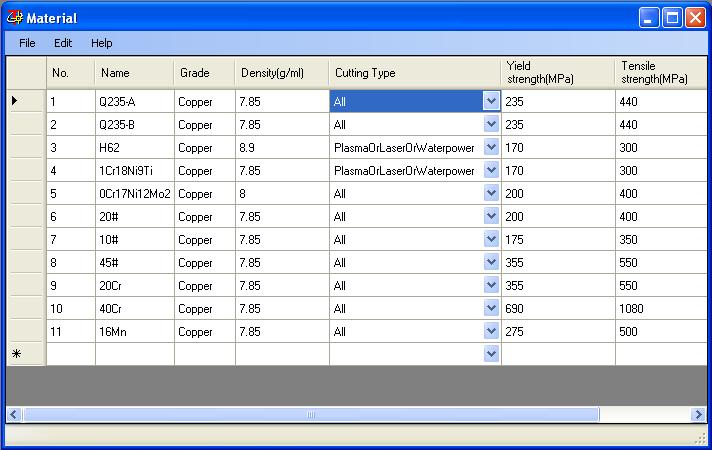 Material
File Edit Help
No. Name Grade Density(g/ml) Cutting Type Yield strength(MPa) Tensile strength(MPa)
1 Q235-A Copper 7.85 All 235 440
2 Q235-B Copper 7.85 All 235 440
3 H62 Copper 8.9 PlasmaOrLaserOrWaterpower 170 300
4 1Cr18Ni9Ti Copper 7.85 PlasmaOrLaserOrWaterpower 170 300
5 0Cr17Ni12Mo2 Copper 8 All 200 400
6 20# Copper 7.85 All 200 400
7 10# Copper 7.85 All 175 350
8 45# Copper 7.85 All 355 550
9 20Cr Copper 7.85 All 355 550
10 40Cr Copper 7.85 All 690 1080
11 16Mn Copper 7.85 All 275 500